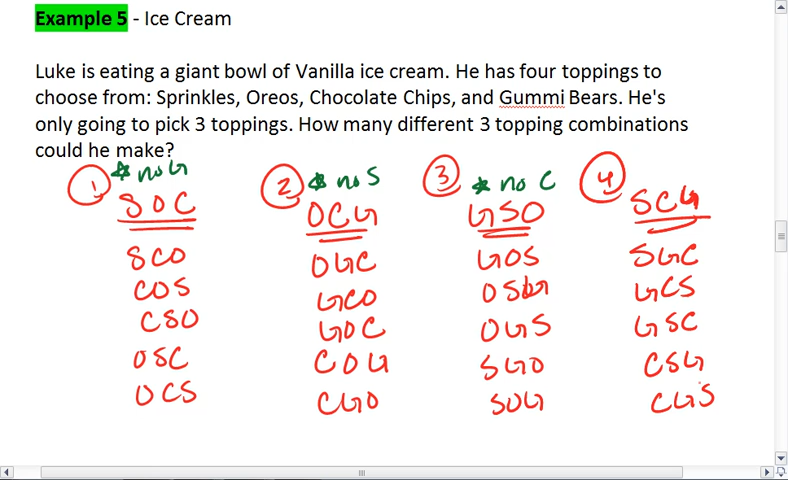 Example 5 - Ice Cream
Luke is eating a giant bowl of Vanilla ice cream. He has four toppings to
choose from: Sprinkles, Oreos, Chocolate Chips, and Gummi Bears. He's
only going to pick 3 toppings. How many different 3 topping combinations
could he make?
1 * no G 2 * no S 3 * no C 4
SOC OCG GSO SCG
SCO OGC GOS SGC
COS GCO OSG GCS
CSO GOC OGS GSC
OSC COG SGO CSG
OCS CGO SOG CGS